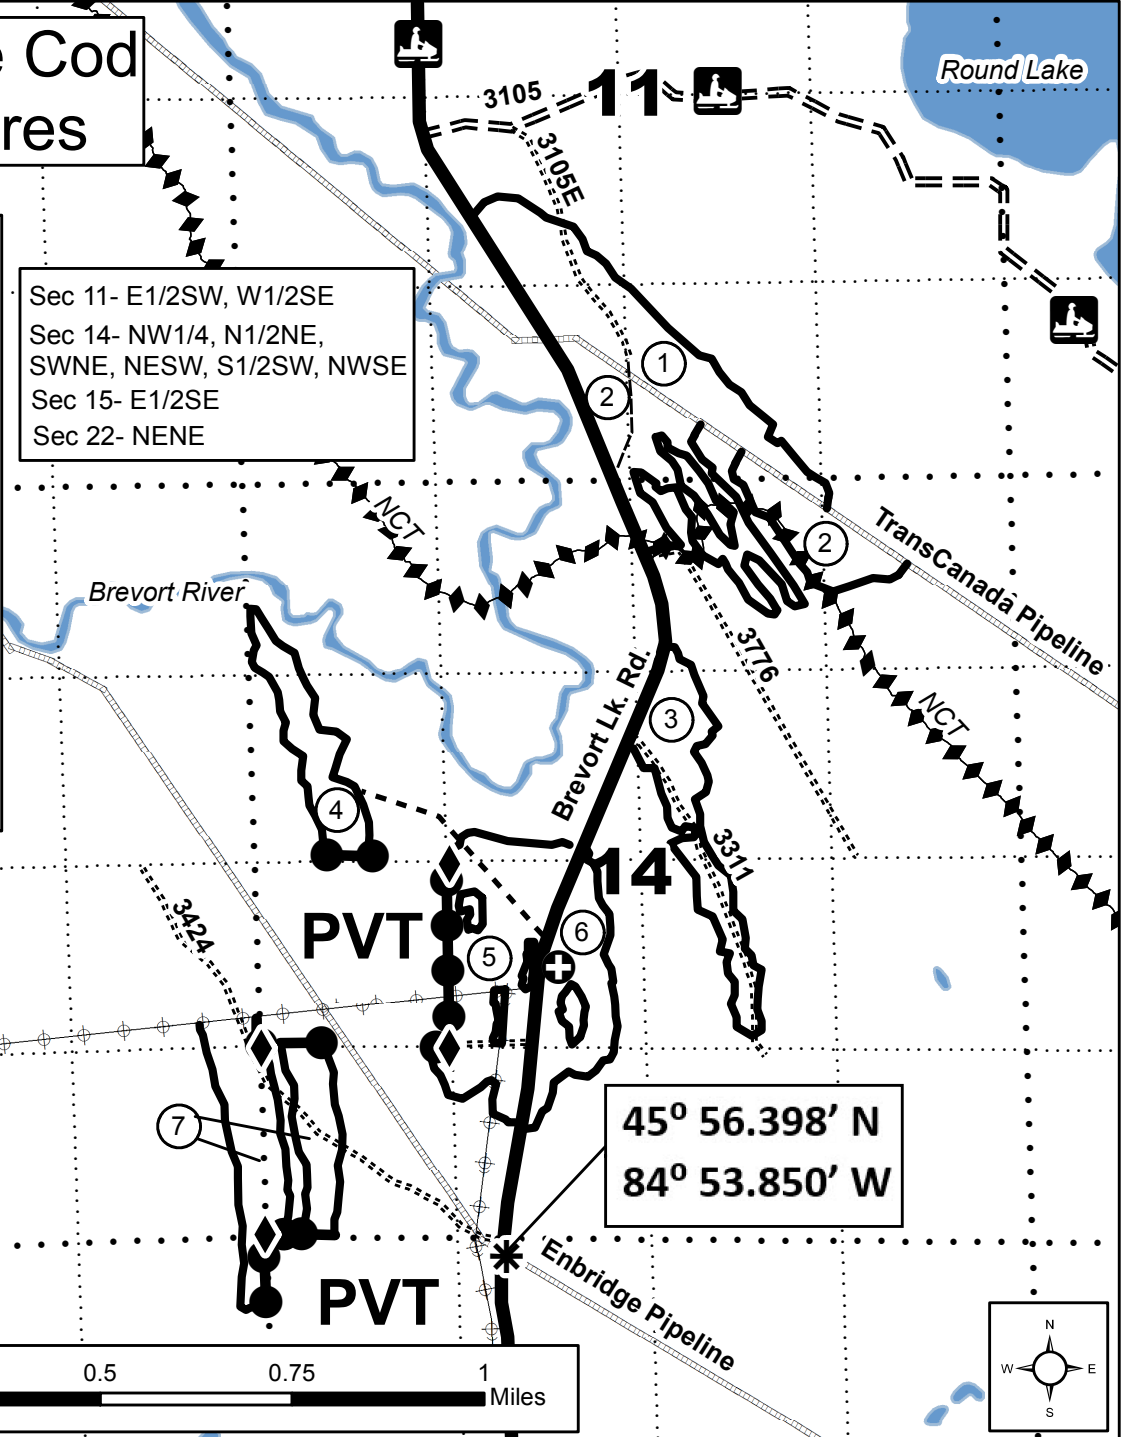 e Cod
res
3105
11
Round Lake
3105E
Sec 11- E1/2SW, W1/2SE
Sec 14- NW1/4, N1/2NE,
SWNE, NESW, S1/2SW, NWSE
Sec 15- E1/2SE
Sec 22- NENE
1
2
NCT
TransCanada Pipeline
2
Brevort River
3776
Brevort Lk. Rd.
3
NCT
4
3311
14
3424
PVT
5
6
7
45⁰ 56.398’ N
84⁰ 53.850’ W
Enbridge Pipeline
PVT
N
W
E
S
0.5
0.75
1
Miles